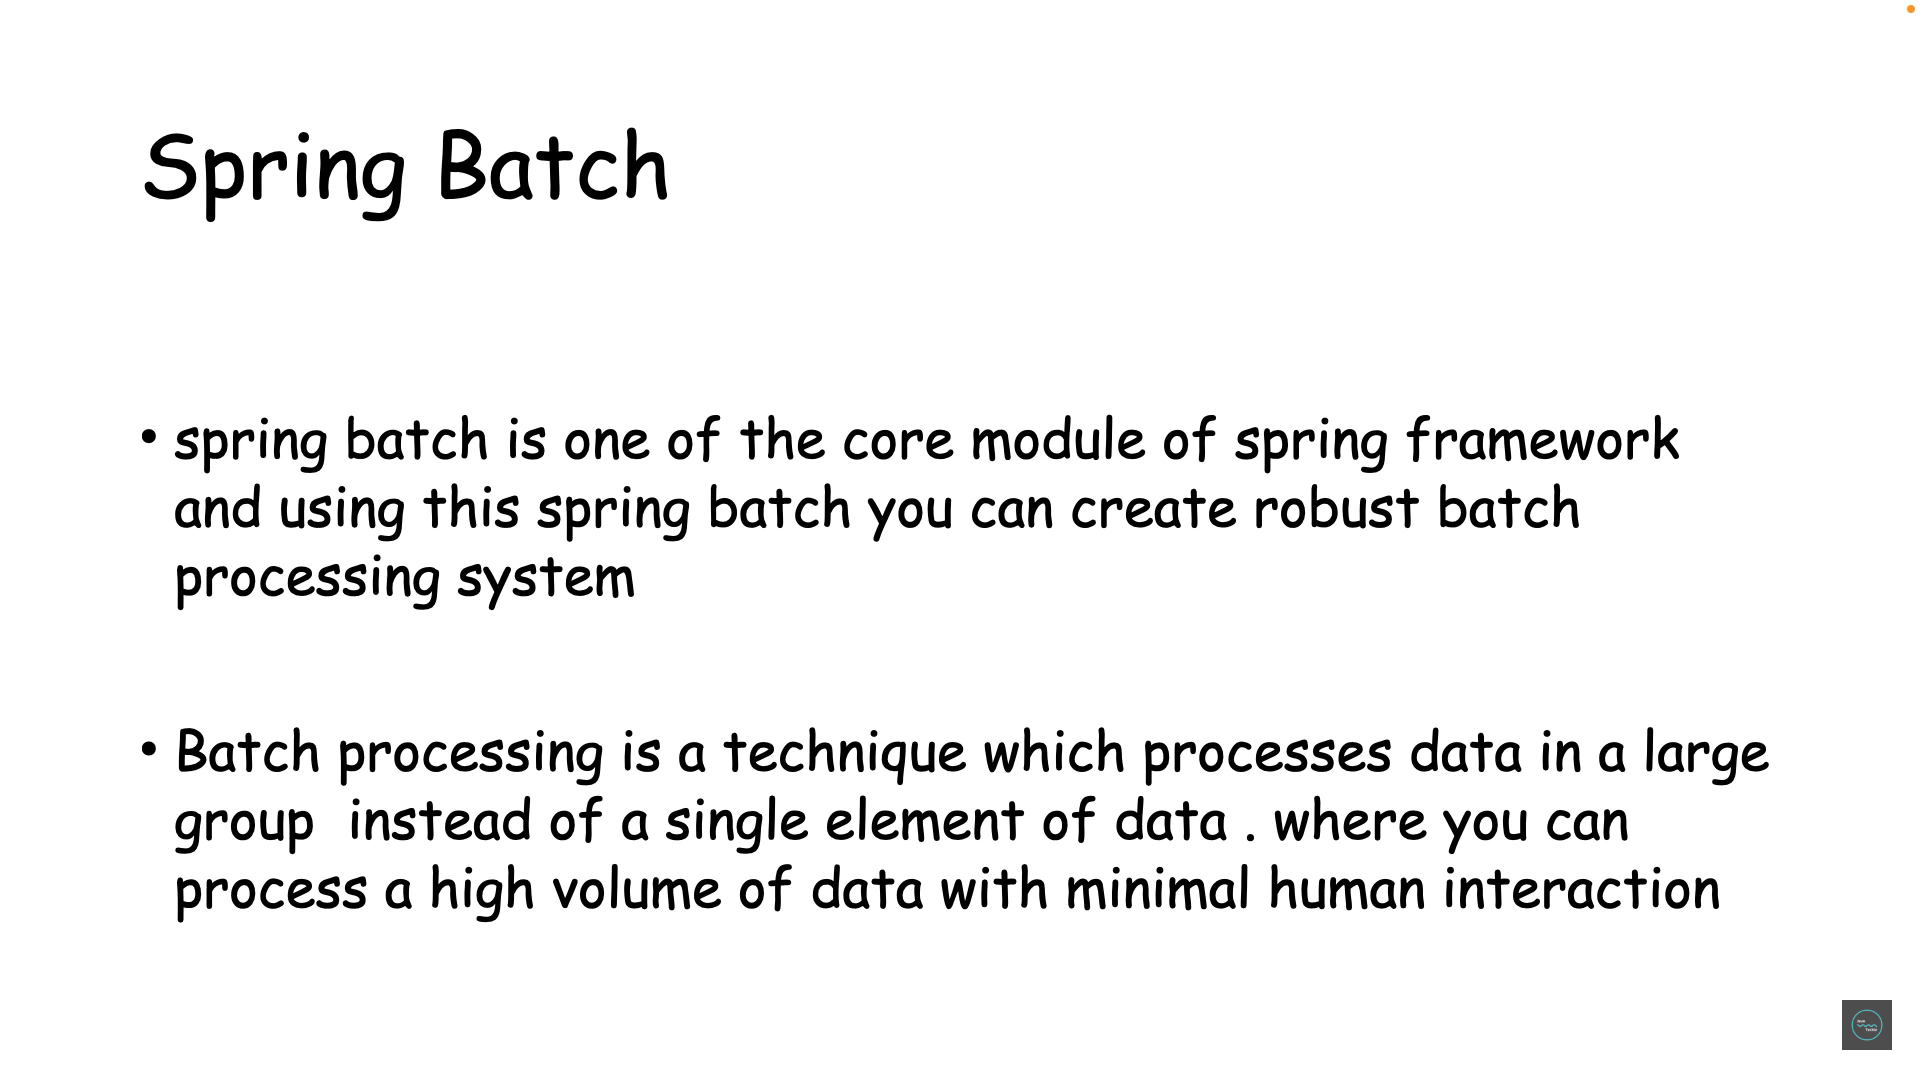 Spring Batch
• spring batch is one of the core module of spring framework
and using this spring batch you can create robust batch
processing system
• Batch processing is a technique which processes data in a large
group  instead of a single element of data . where you can
process a high volume of data with minimal human interaction